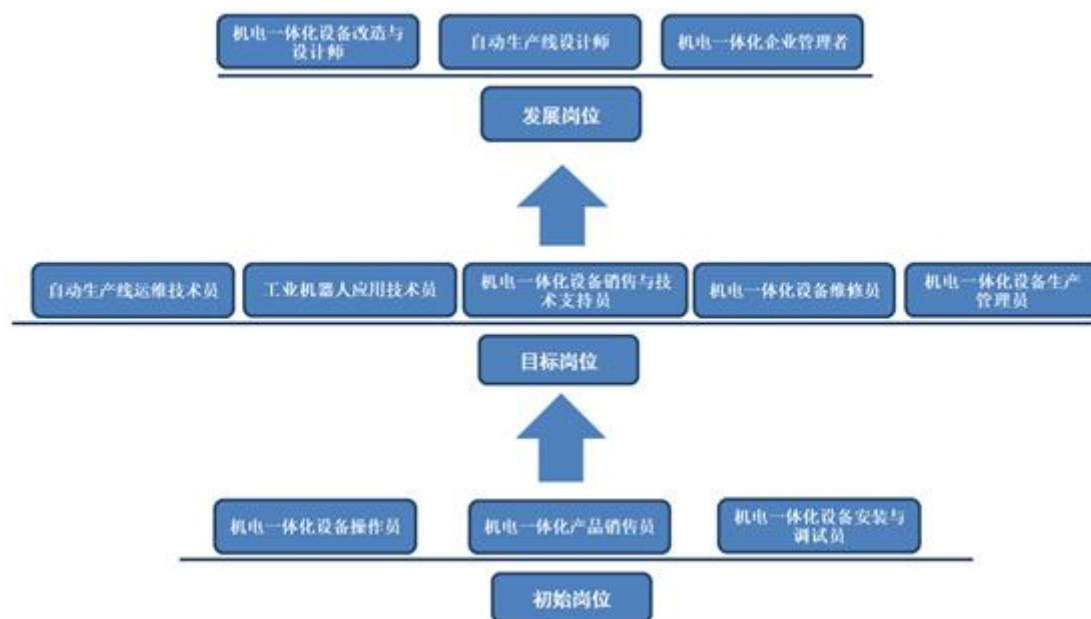 机电一体化设备改造与
设计师
自动生产线设计师
机电一体化企业管理者
发展岗位
自动生产线运维技术员
工业机器人应用技术员
机电一体化设备销售与技
术支持员
机电一体化设备维修员
机电一体化设备生产
管理员
目标岗位
机电一体化设备操作员
机电一体化产品销售员
机电一体化设备安装与
调试员
初始岗位